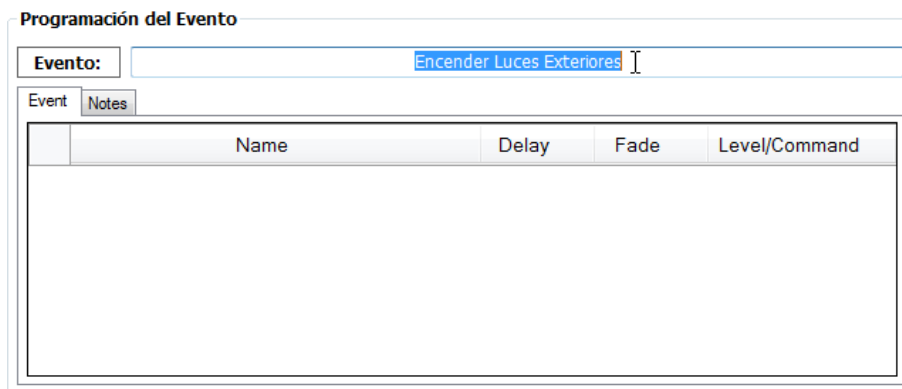 Programación del Evento
Evento: Encender Luces Exteriores
Event Notes
Name Delay Fade Level/Command